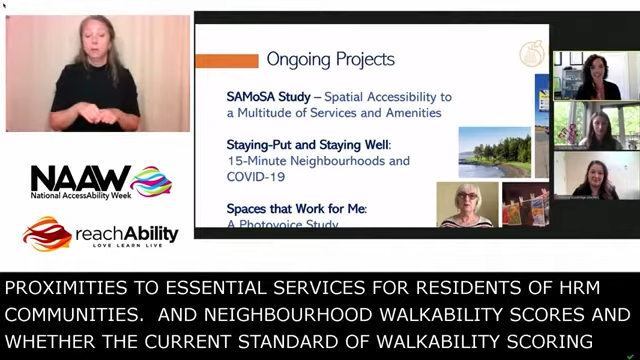 Ongoing Projects
SAMoSA Study – Spatial Accessibility to
a Multitude of Services and Amenities
Staying-Put and Staying Well:
15-Minute Neighbourhoods and
COVID-19
Spaces that Work for Me:
A Photovoice Study
NAAW
National AccessAbility Week
reachAbility
LOVE LEARN LIVE
PROXIMITIES TO ESSENTIAL SERVICES FOR RESIDENTS OF HRM
COMMUNITIES.  AND NEIGHBOURHOOD WALKABILITY SCORES AND
WHETHER THE CURRENT STANDARD OF WALKABILITY SCORING